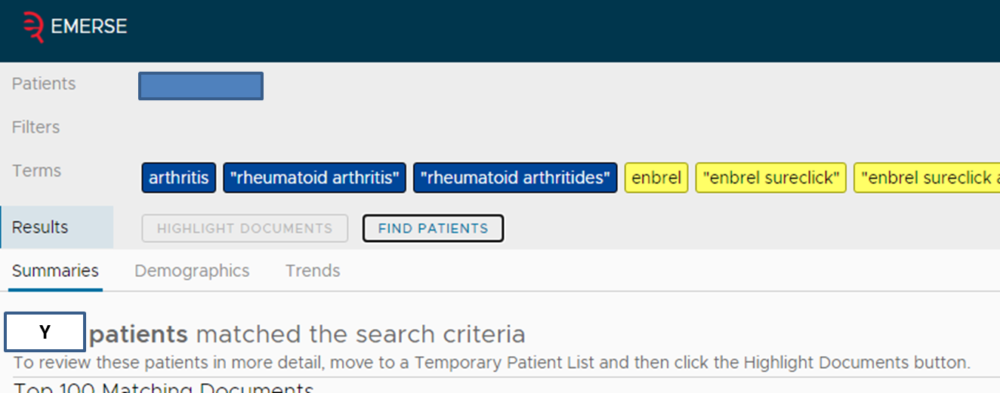 EMERSE
Patients
Filters
Terms
arthritis "rheumatoid arthritis" "rheumatoid arthritides" enbrel "enbrel sureclick" "enbrel sureclick a
Results HIGHLIGHT DOCUMENTS FIND PATIENTS
Summaries Demographics Trends
Y patients matched the search criteria
To review these patients in more detail, move to a Temporary Patient List and then click the Highlight Documents button.
Top 100 Matching Documents